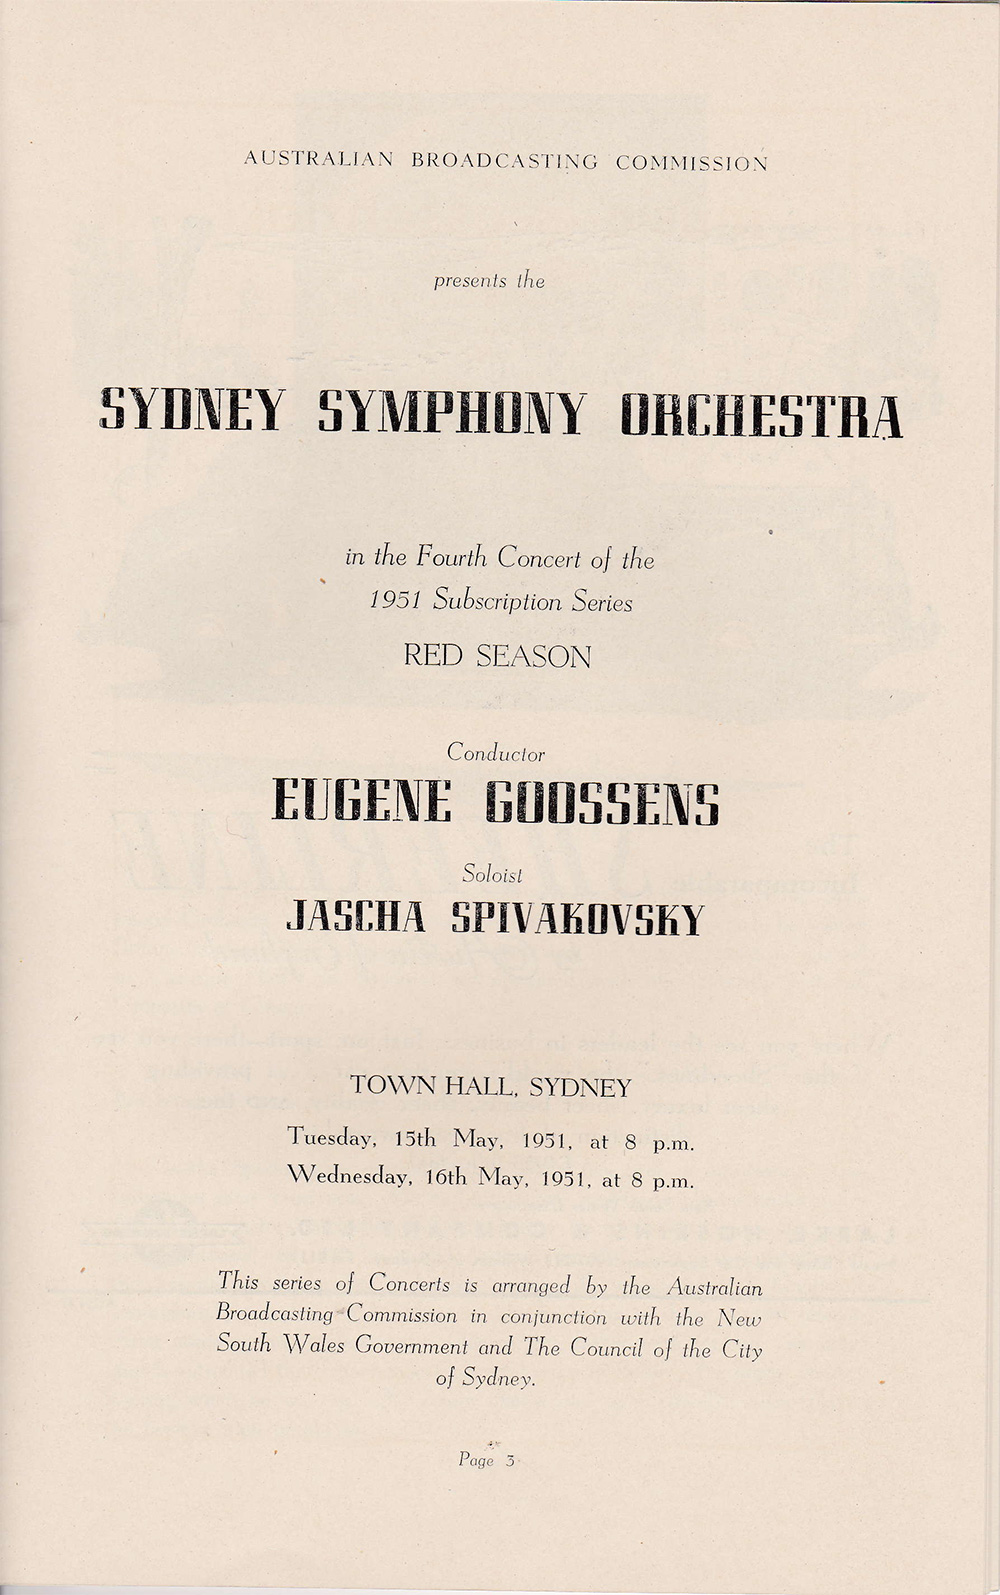 AUSTRALIAN BROADCASTING COMMISSION
presents the
SYDNEY SYMPHONY ORCHESTRA
in the Fourth Concert of the
1951 Subscription Series
RED SEASON
Conductor
EUGENE GOOSSENS
Soloist
JASCHA SPIVAKOVSKY
TOWN HALL, SYDNEY
Tuesday, 15th May, 1951, at 8 p.m.
Wednesday, 16th May, 1951, at 8 p.m.
This series of Concerts is arranged by the Australian
Broadcasting Commission in conjunction with the New
South Wales Government and The Council of the City
of Sydney.
Page 3